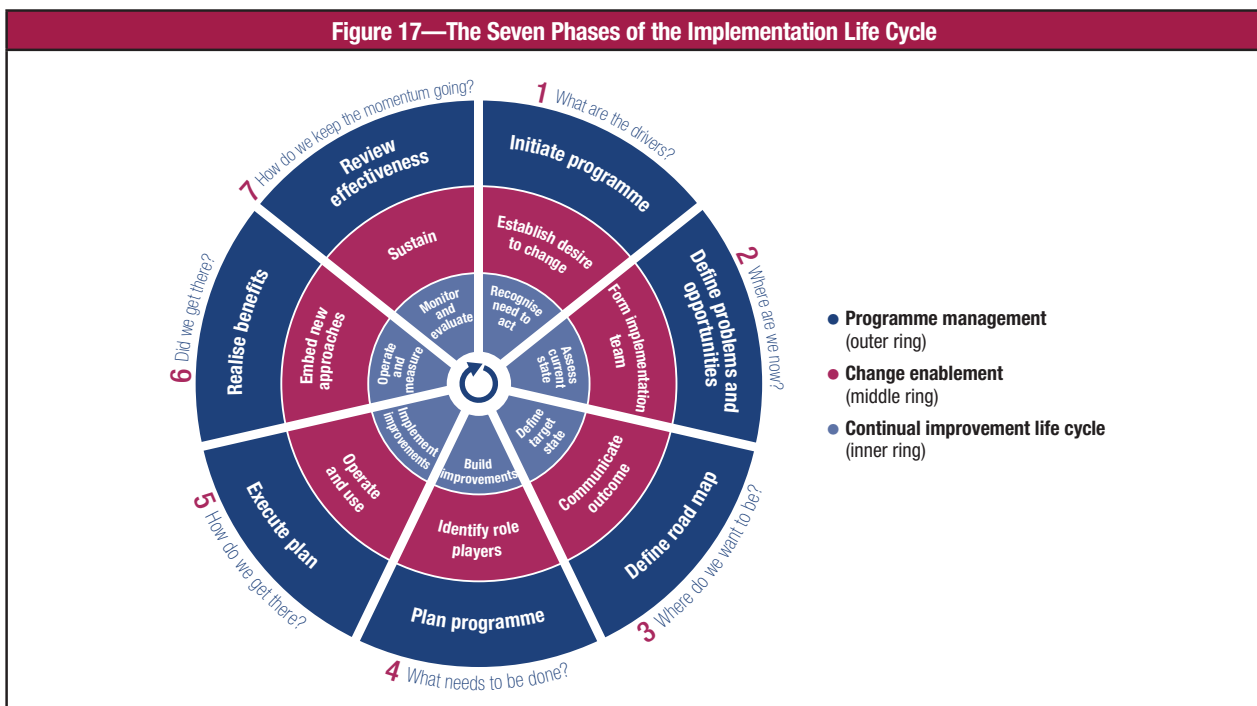 Figure 17—The Seven Phases of the Implementation Life Cycle
1 What are the drivers?
Initiate programme
Establish desire
to change
Recognise
need to
act
2 Where are we now?
Define problems and
opportunities
Form implementation
team
Assess
current
state
3 Where do we want to be?
Define road map
Communicate
outcome
Define
target
state
4 What needs to be done?
Plan programme
Identify role
players
Build
improvements
5 How do we get there?
Execute plan
Operate
and use
Implement
improvements
6 Did we get there?
Realise benefits
Embed new
approaches
Operate
and
measure
7 How do we keep the momentum going?
Review
effectiveness
Sustain
Monitor
and
evaluate
Programme management
(outer ring)
Change enablement
(middle ring)
Continual improvement life cycle
(inner ring)